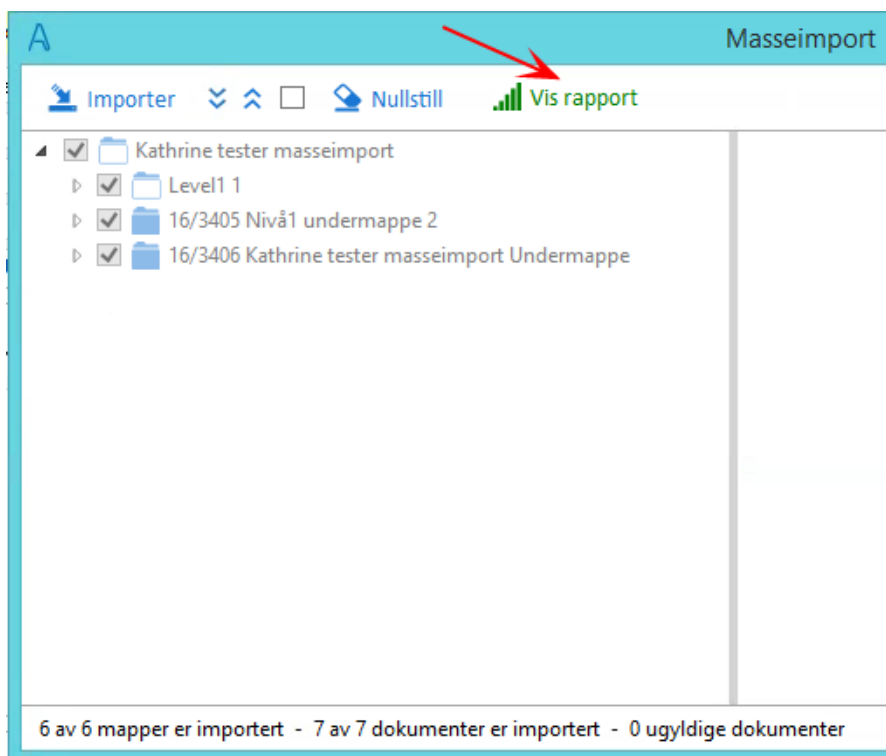 Masseimport
Importer Nullstill Vis rapport
Kathrine tester masseimport
Level1 1
16/3405 Nivå1 undermappe 2
16/3406 Kathrine tester masseimport Undermappe
6 av 6 mapper er importert - 7 av 7 dokumenter er importert - 0 ugyldige dokumenter